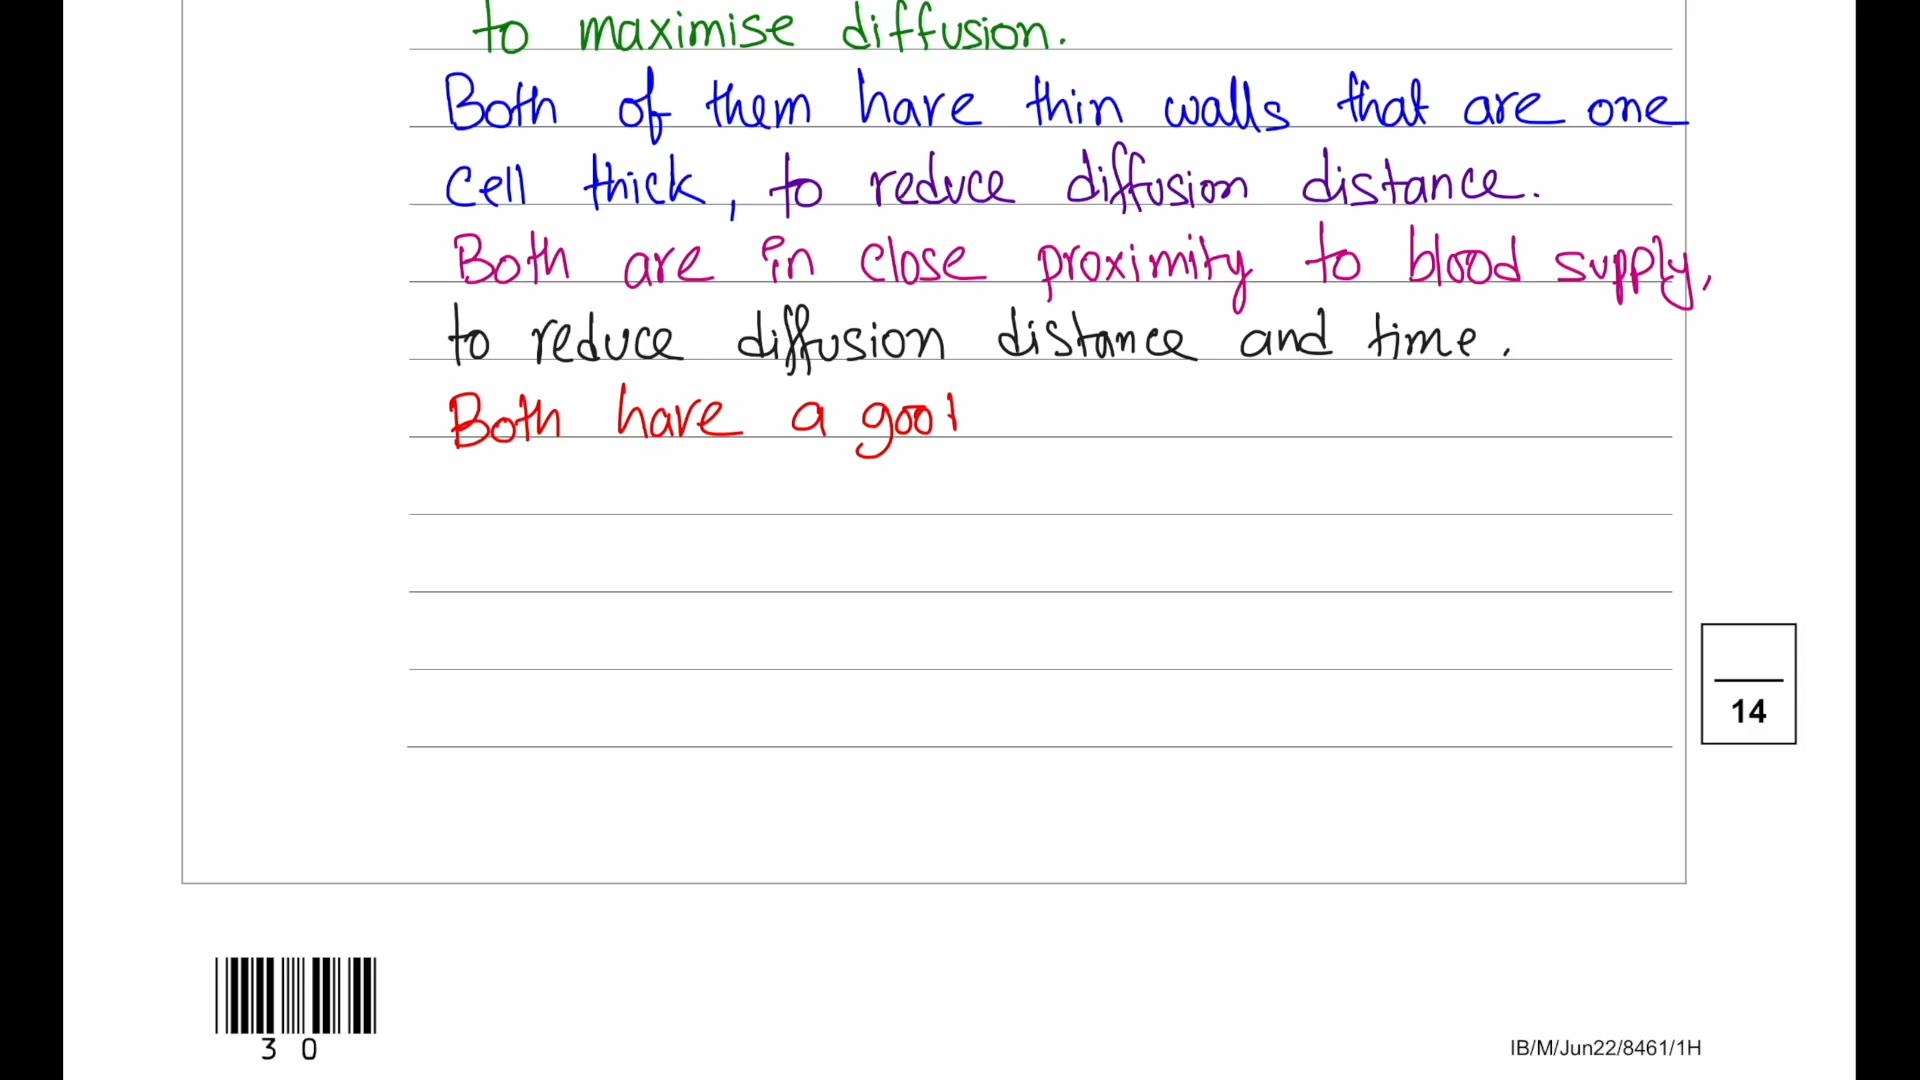 to maximise diffusion.
Both of them have thin walls that are one
cell thick, to reduce diffusion distance.
Both are in close proximity to blood supply,
to reduce diffusion distance and time.
Both have a
14
3 0
IB/M/Jun22/8461/1H